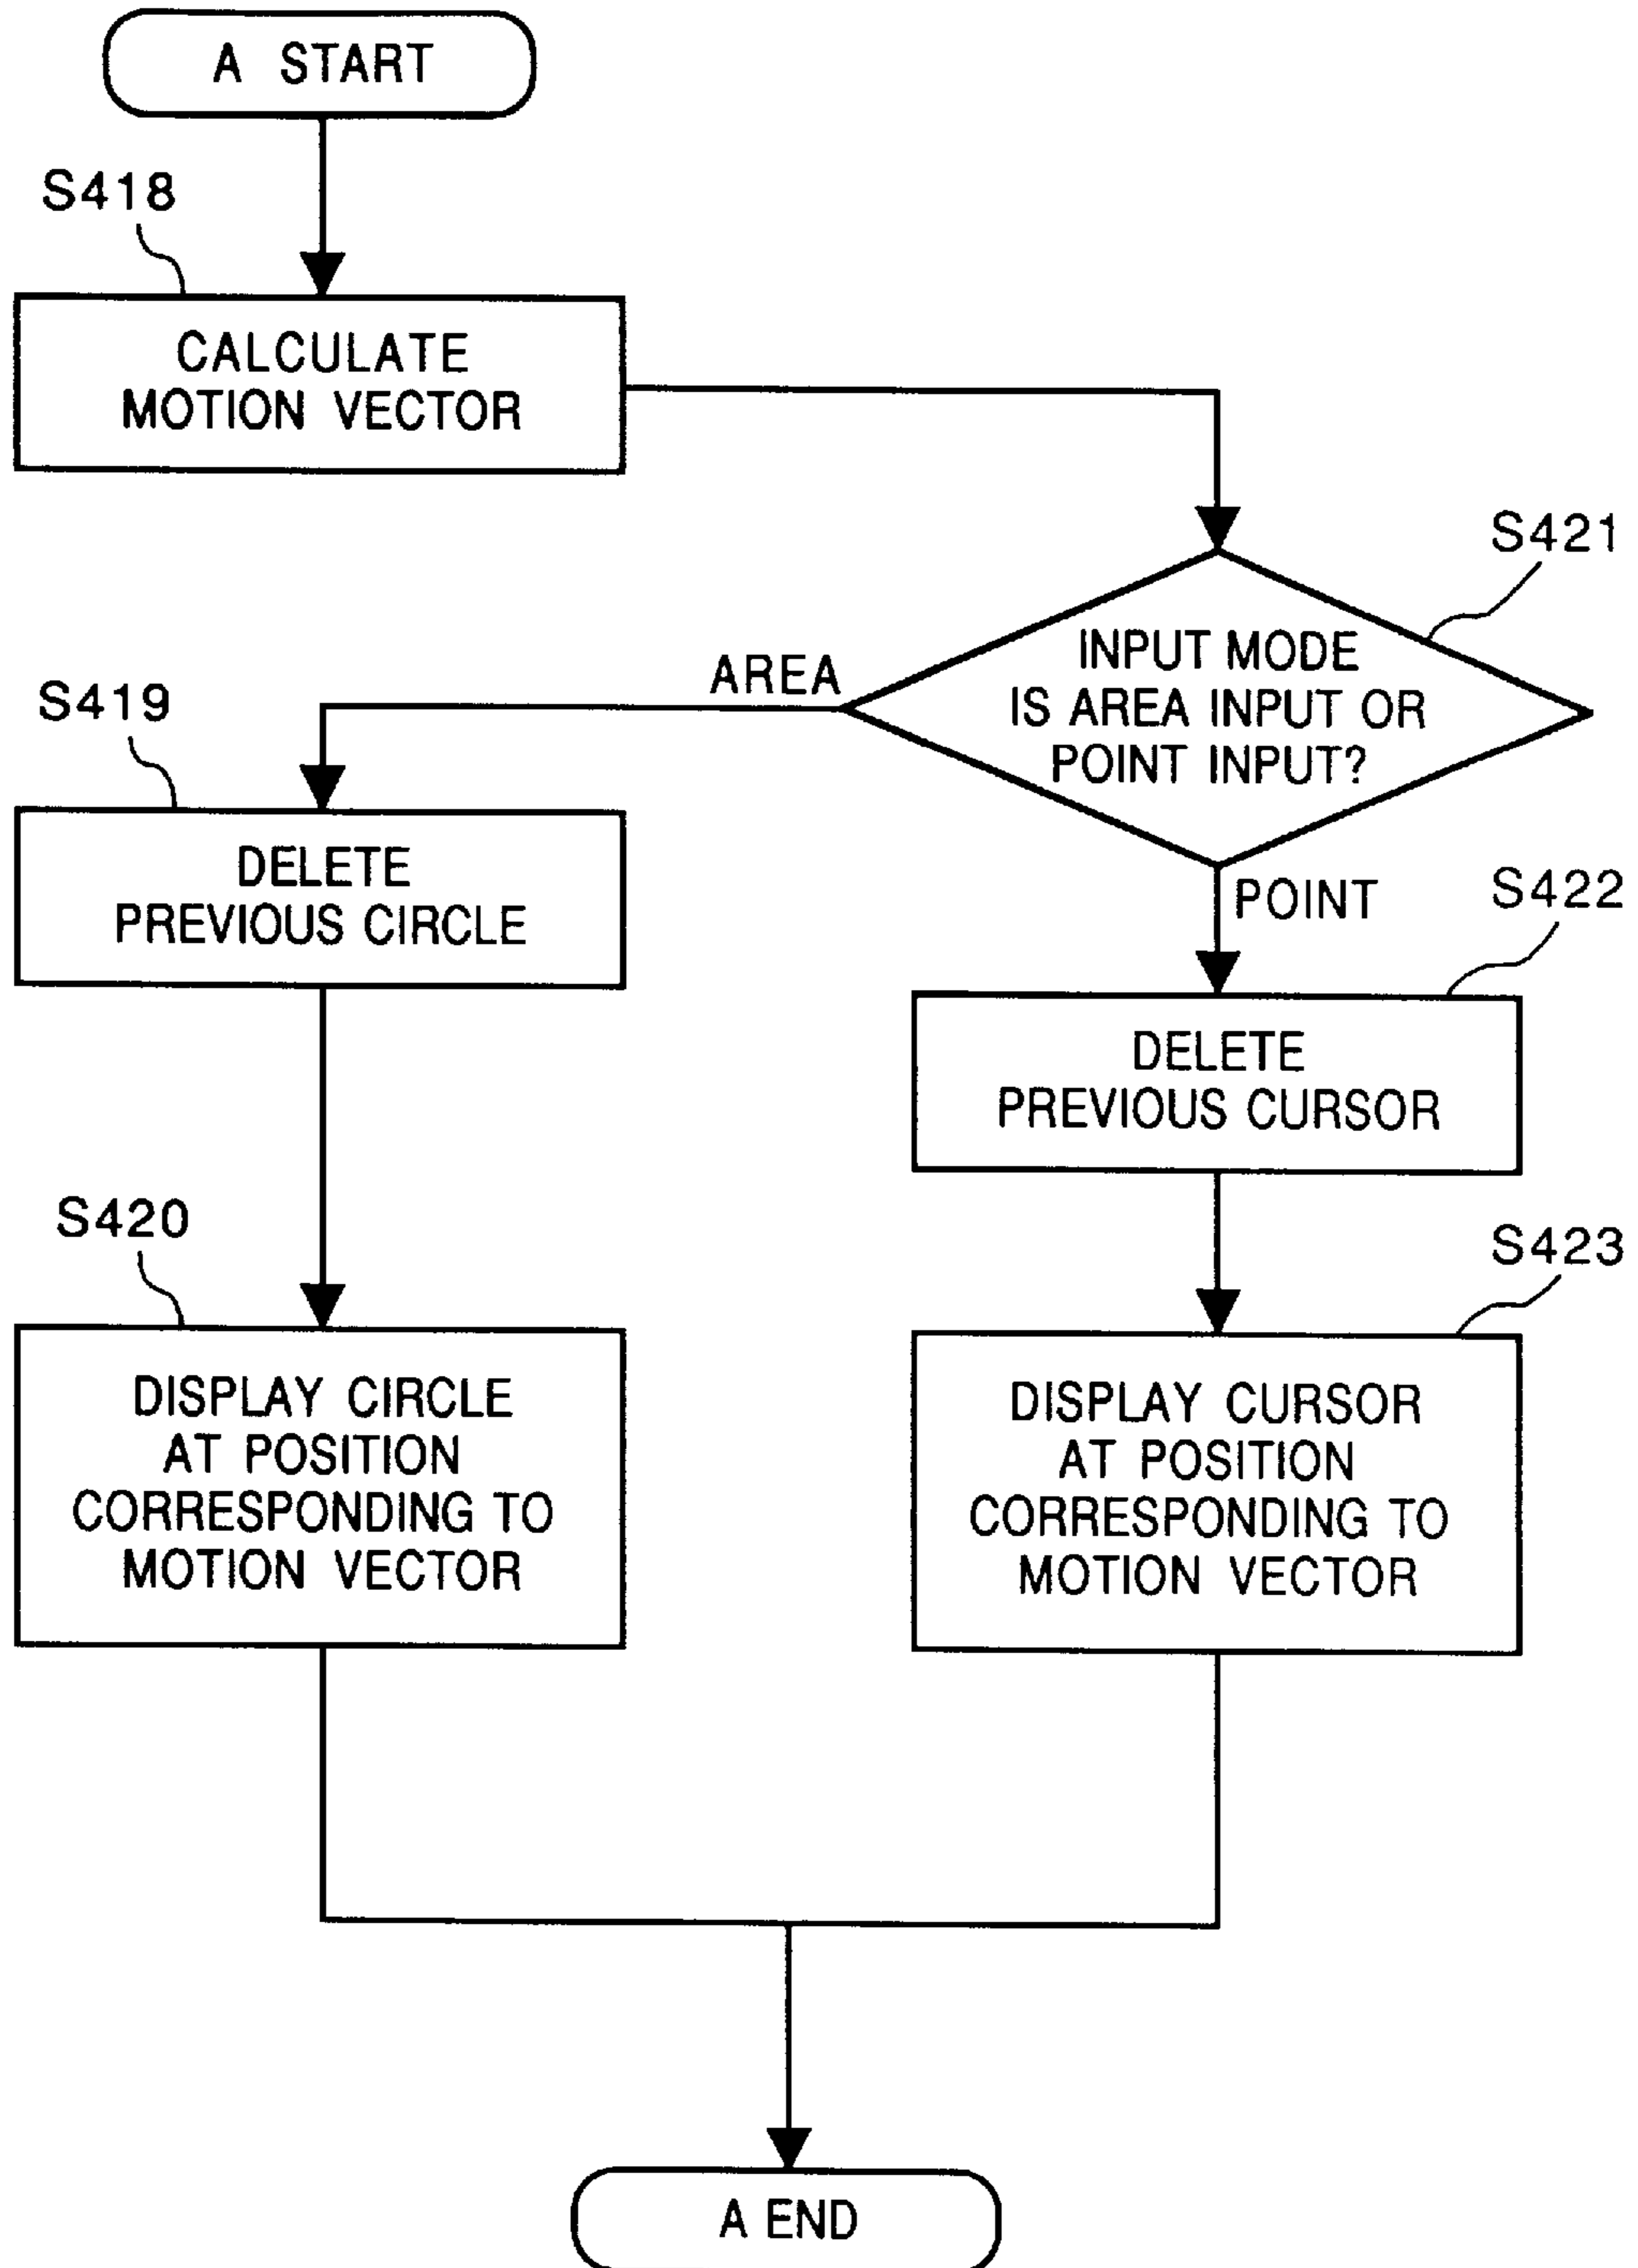 A START
S418
CALCULATE
MOTION VECTOR
S421
INPUT MODE
IS AREA INPUT OR
POINT INPUT?
AREA
S419
DELETE
PREVIOUS CIRCLE
POINT
S422
DELETE
PREVIOUS CURSOR
S420
DISPLAY CIRCLE
AT POSITION
CORRESPONDING TO
MOTION VECTOR
S423
DISPLAY CURSOR
AT POSITION
CORRESPONDING TO
MOTION VECTOR
A END